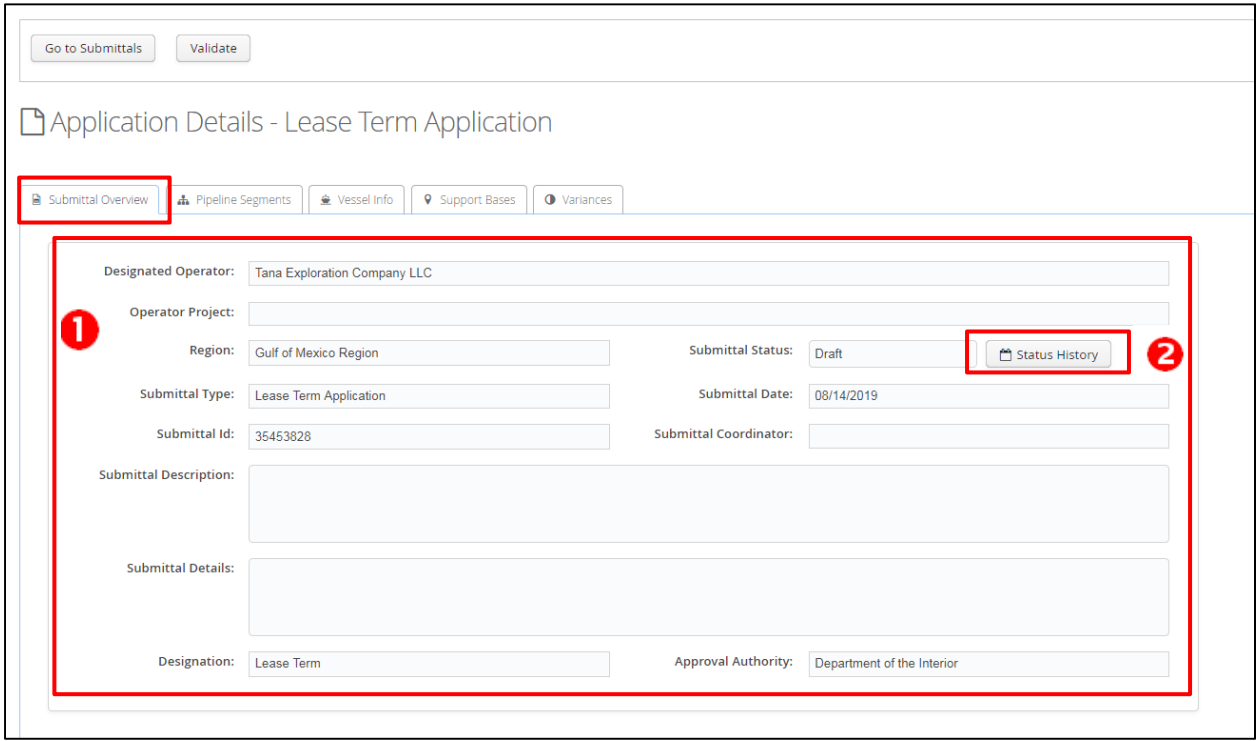 Go to Submittals Validate
Application Details - Lease Term Application
Submittal Overview Pipeline Segments Vessel Info Support Bases Variances
Designated Operator: Tana Exploration Company LLC
Operator Project:
1
Region: Gulf of Mexico Region Submittal Status: Draft Status History 2
Submittal Type: Lease Term Application Submittal Date: 08/14/2019
Submittal Id: 35453828 Submittal Coordinator:
Submittal Description:
Submittal Details:
Designation: Lease Term Approval Authority: Department of the Interior